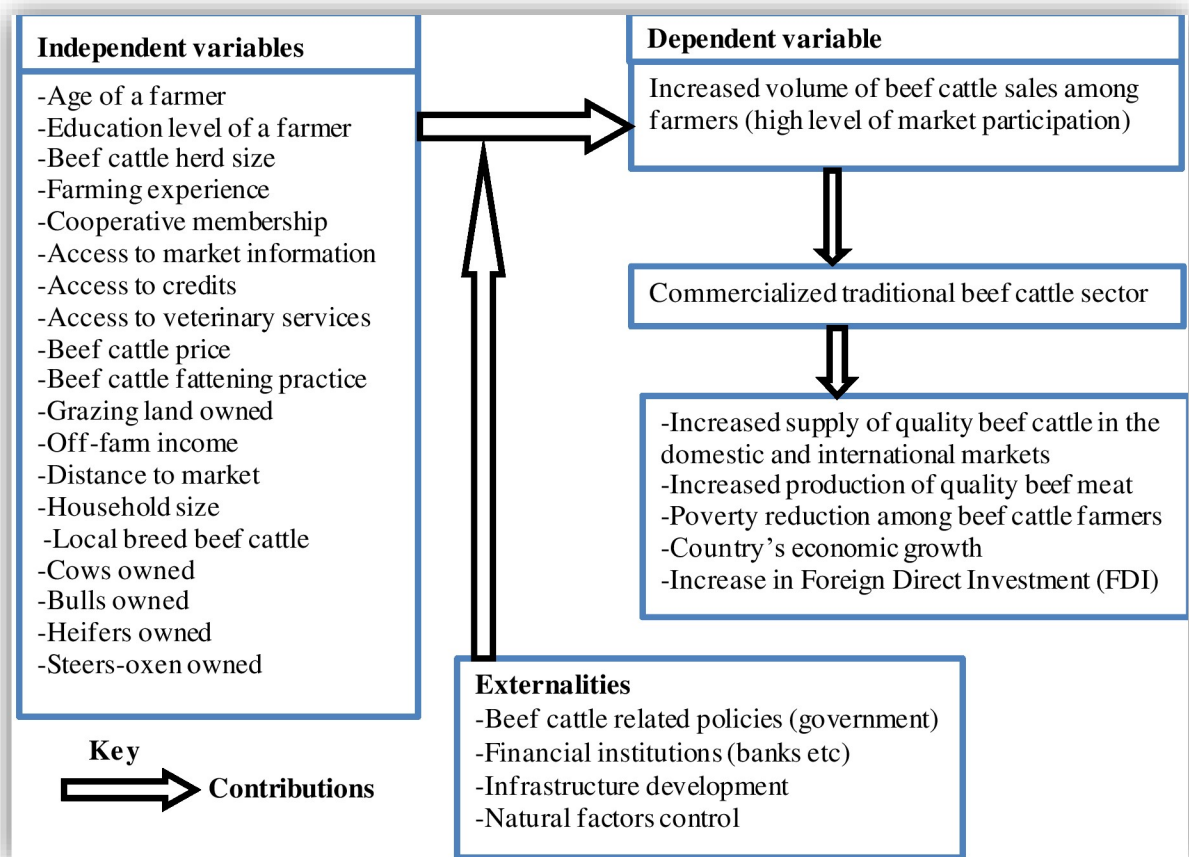 Independent variables
-Age of a farmer
-Education level of a farmer
-Beef cattle herd size
-Farming experience
-Cooperative membership
-Access to market information
-Access to credits
-Access to veterinary services
-Beef cattle price
-Beef cattle fattening practice
-Grazing land owned
-Off-farm income
-Distance to market
-Household size
-Local breed beef cattle
-Cows owned
-Bulls owned
-Heifers owned
-Steers-oxen owned
Dependent variable
Increased volume of beef cattle sales among
farmers (high level of market participation)
Commercialized traditional beef cattle sector
-Increased supply of quality beef cattle in the
domestic and international markets
-Increased production of quality beef meat
-Poverty reduction among beef cattle farmers
-Country’s economic growth
-Increase in Foreign Direct Investment (FDI)
Externalities
-Beef cattle related policies (government)
-Financial institutions (banks etc)
-Infrastructure development
-Natural factors control
Key
Contributions